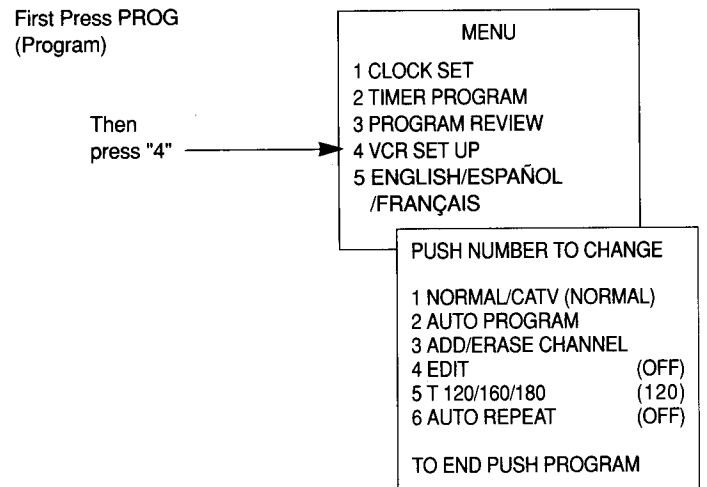 First Press PROG
(Program)
Then
press "4"
MENU
1 CLOCK SET
2 TIMER PROGRAM
3 PROGRAM REVIEW
4 VCR SET UP
5 ENGLISH/ESPAÑOL
/FRANÇAIS
PUSH NUMBER TO CHANGE
1 NORMAL/CATV (NORMAL)
2 AUTO PROGRAM
3 ADD/ERASE CHANNEL
4 EDIT (OFF)
5 T 120/160/180 (120)
6 AUTO REPEAT (OFF)
TO END PUSH PROGRAM